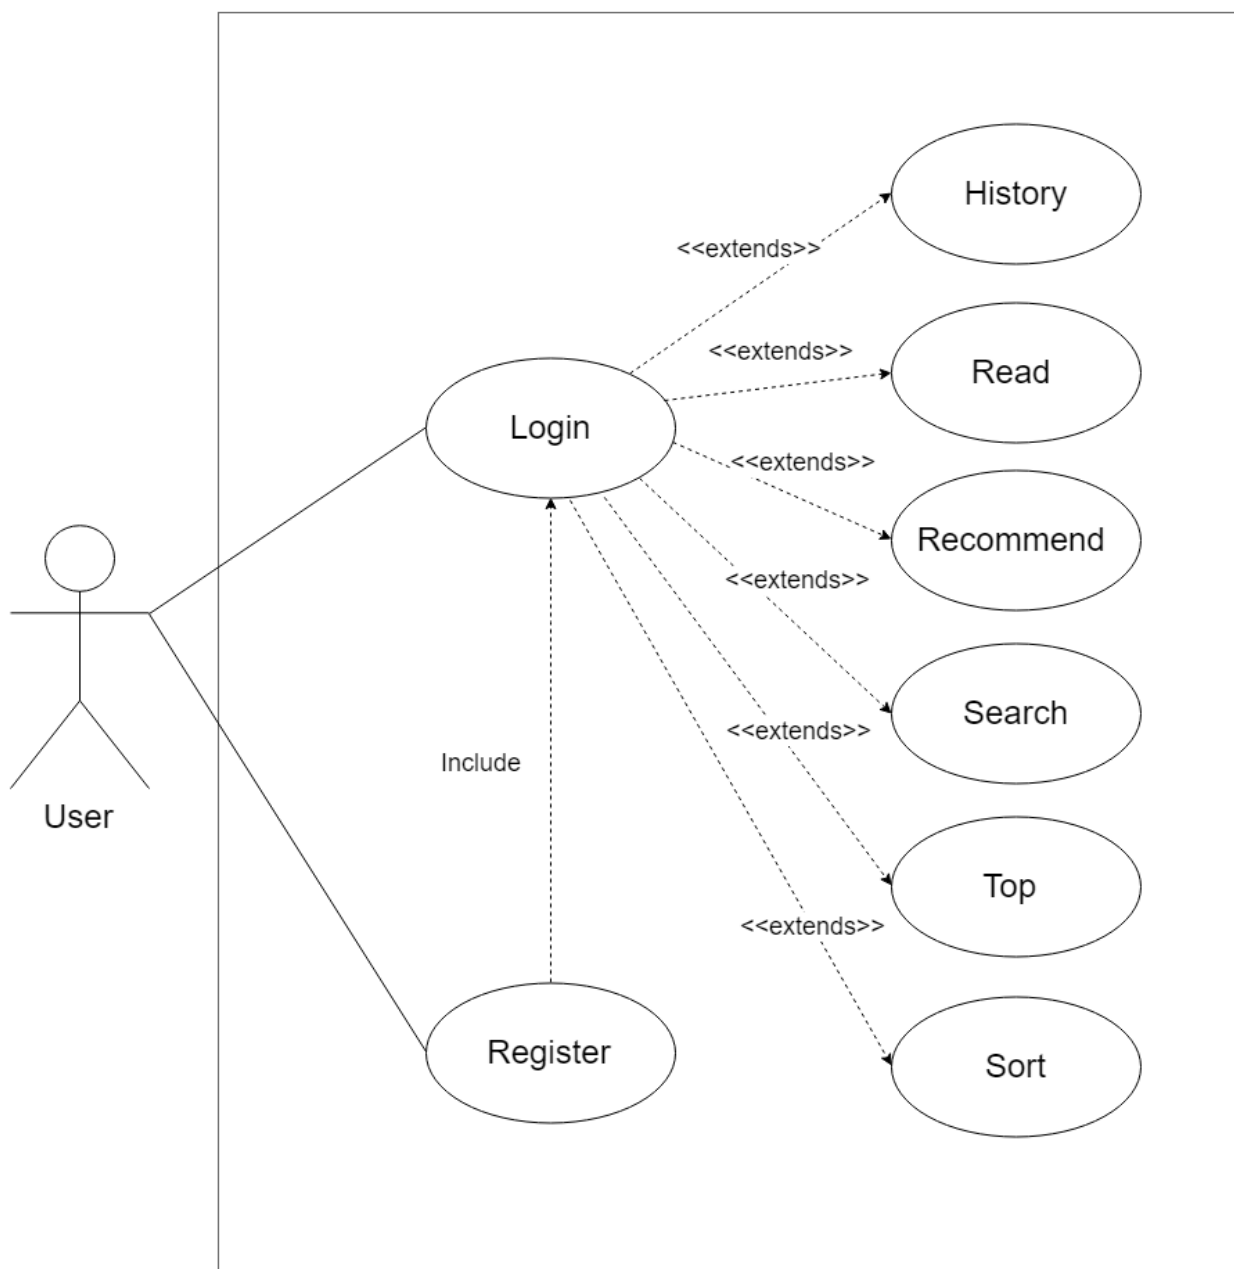 History
<<extends>>
<<extends>>
Read
Login
<<extends>>
Recommend
<<extends>>
Search
<<extends>>
Include
User
Top
<<extends>>
Register
Sort